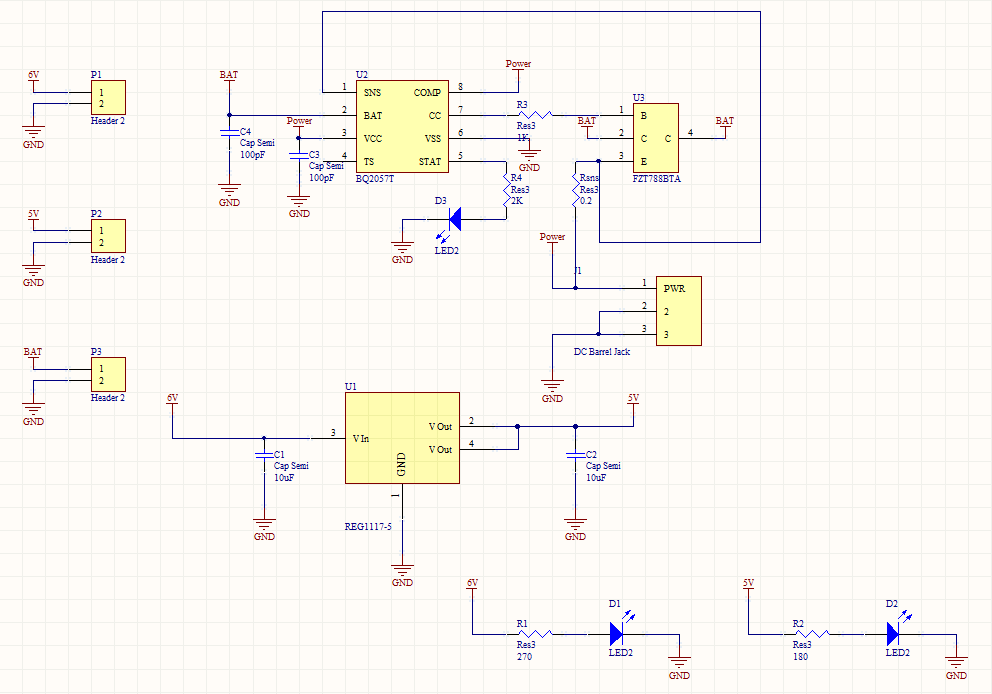 6V
P1
1
2
Header 2
GND
5V
P2
1
2
Header 2
GND
BAT
P3
1
2
Header 2
GND
BAT
C4
Cap Semi
100pF
GND
Power
C3
Cap Semi
100pF
GND
U2
1 SNS COMP 8
2 BAT CC 7
3 VCC VSS 6
4 TS STAT 5
BQ2057T
Power
R3
Res3
1K
GND
R4
Res3
2K
D3
LED2
GND
U3
1 B
BAT
2 C C 4
BAT
3 E
FZT788BTA
Rsns
Res3
0.2
Power
J1
1 PWR
2 2
3 3
DC Barrel Jack
GND
6V
C1
Cap Semi
10uF
GND
U1
3 V In
V Out 2
V Out 4
GND
1
REG1117-5
GND
5V
C2
Cap Semi
10uF
GND
6V
R1
Res3
270
D1
LED2
GND
5V
R2
Res3
180
D2
LED2
GND